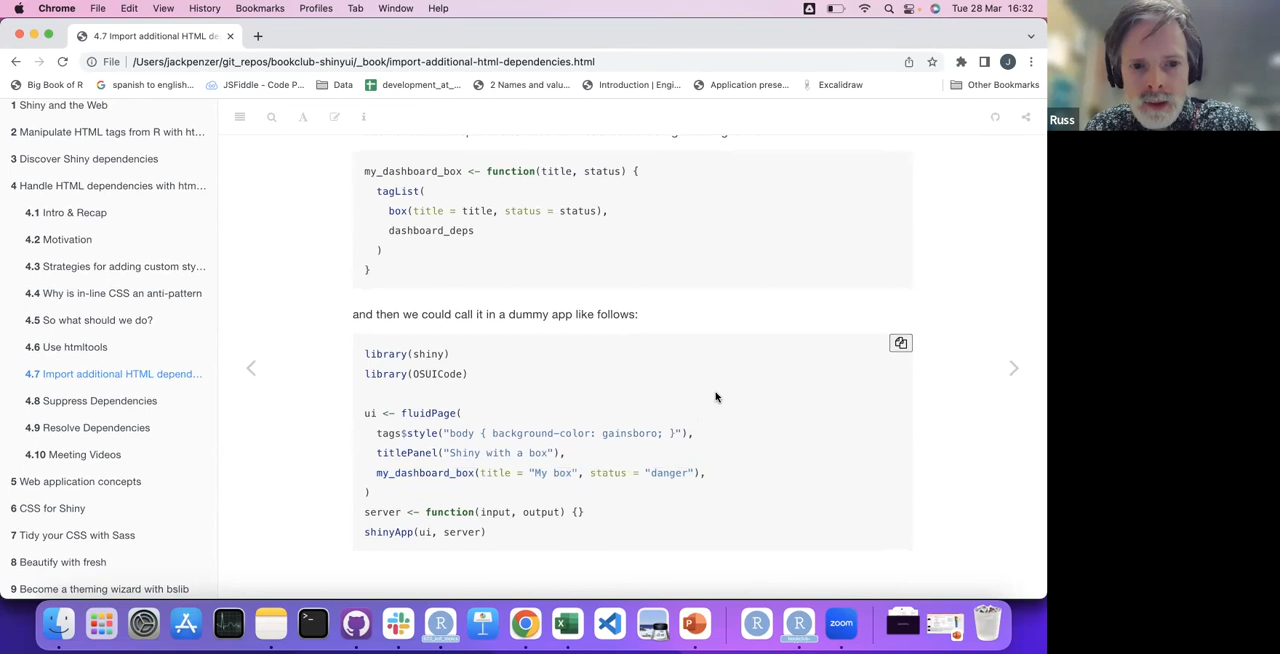 Chrome File Edit View History Bookmarks Profiles Tab Window Help Tue 28 Mar 16:32
4.7 Import additional HTML de
File /Users/jackpenzer/git_repos/bookclub-shinyui/_book/import-additional-html-dependencies.html J
Big Book of R spanish to english... JSFiddle - Code P... Data development_at_... 2 Names and valu... Introduction | Engi... Application prese... Excalidraw Other Bookmarks
1 Shiny and the Web
2 Manipulate HTML tags from R with ht...
3 Discover Shiny dependencies
4 Handle HTML dependencies with htm...
4.1 Intro & Recap
4.2 Motivation
4.3 Strategies for adding custom sty...
4.4 Why is in-line CSS an anti-pattern
4.5 So what should we do?
4.6 Use htmltools
4.7 Import additional HTML depend...
4.8 Suppress Dependencies
4.9 Resolve Dependencies
4.10 Meeting Videos
5 Web application concepts
6 CSS for Shiny
7 Tidy your CSS with Sass
8 Beautify with fresh
9 Become a theming wizard with bslib
my_dashboard_box <- function(title, status) {
tagList(
box(title = title, status = status),
dashboard_deps
)
}
and then we could call it in a dummy app like follows:
library(shiny)
library(OSUICode)
ui <- fluidPage(
tags$style("body { background-color: gainsboro; }"),
titlePanel("Shiny with a box"),
my_dashboard_box(title = "My box", status = "danger"),
)
server <- function(input, output) {}
shinyApp(ui, server)
Russ
zoom